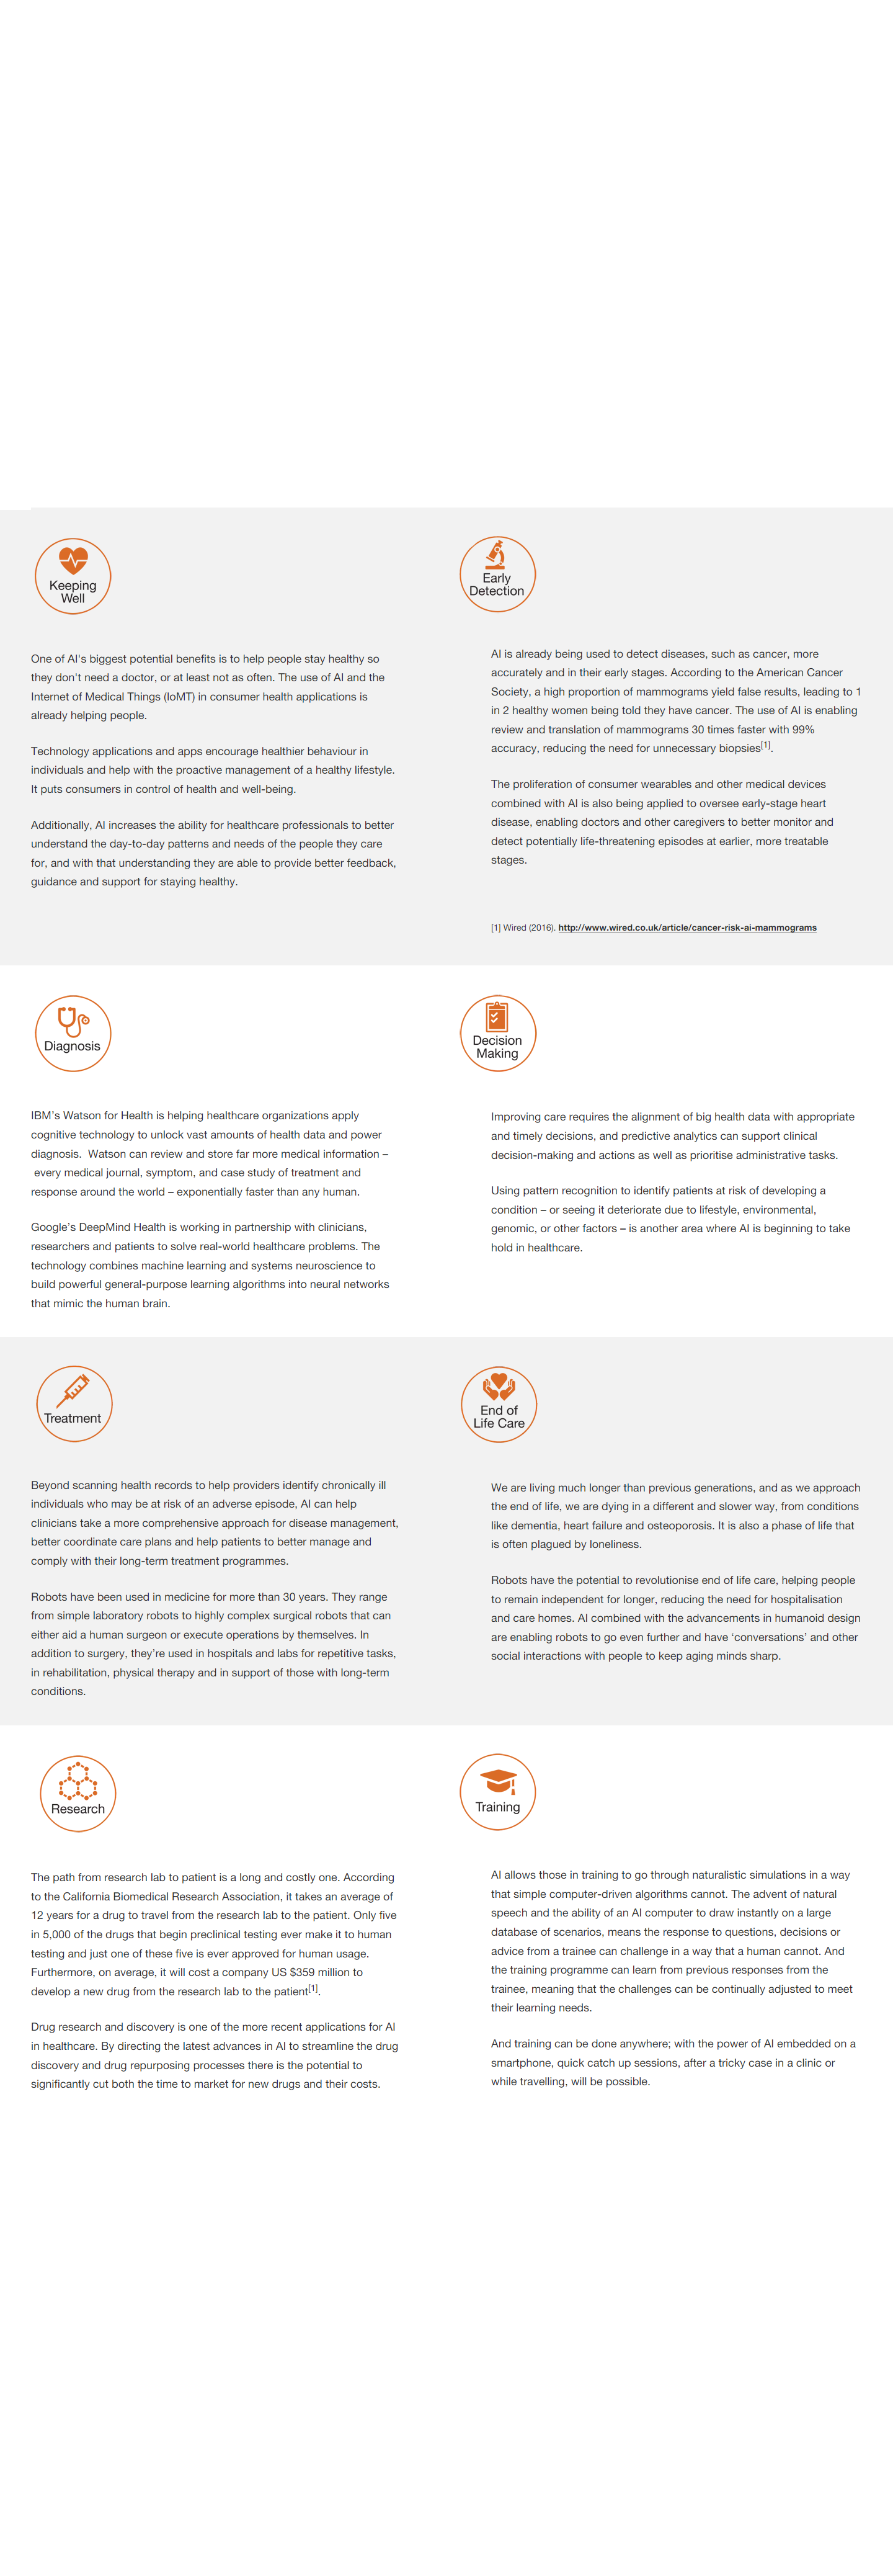 Keeping
Well
One of AI's biggest potential benefits is to help people stay healthy so
they don't need a doctor, or at least not as often. The use of AI and the
Internet of Medical Things (IoMT) in consumer health applications is
already helping people.
Technology applications and apps encourage healthier behaviour in
individuals and help with the proactive management of a healthy lifestyle.
It puts consumers in control of health and well-being.
Additionally, AI increases the ability for healthcare professionals to better
understand the day-to-day patterns and needs of the people they care
for, and with that understanding they are able to provide better feedback,
guidance and support for staying healthy.
Early
Detection
AI is already being used to detect diseases, such as cancer, more
accurately and in their early stages. According to the American Cancer
Society, a high proportion of mammograms yield false results, leading to 1
in 2 healthy women being told they have cancer. The use of AI is enabling
review and translation of mammograms 30 times faster with 99%
accuracy, reducing the need for unnecessary biopsies[1].
The proliferation of consumer wearables and other medical devices
combined with AI is also being applied to oversee early-stage heart
disease, enabling doctors and other caregivers to better monitor and
detect potentially life-threatening episodes at earlier, more treatable
stages.
[1] Wired (2016). http://www.wired.co.uk/article/cancer-risk-ai-mammograms
Diagnosis
IBM's Watson for Health is helping healthcare organizations apply
cognitive technology to unlock vast amounts of health data and power
diagnosis.  Watson can review and store far more medical information –
every medical journal, symptom, and case study of treatment and
response around the world – exponentially faster than any human.
Google's DeepMind Health is working in partnership with clinicians,
researchers and patients to solve real-world healthcare problems. The
technology combines machine learning and systems neuroscience to
build powerful general-purpose learning algorithms into neural networks
that mimic the human brain.
Decision
Making
Improving care requires the alignment of big health data with appropriate
and timely decisions, and predictive analytics can support clinical
decision-making and actions as well as prioritise administrative tasks.
Using pattern recognition to identify patients at risk of developing a
condition – or seeing it deteriorate due to lifestyle, environmental,
genomic, or other factors – is another area where AI is beginning to take
hold in healthcare.
Treatment
Beyond scanning health records to help providers identify chronically ill
individuals who may be at risk of an adverse episode, AI can help
clinicians take a more comprehensive approach for disease management,
better coordinate care plans and help patients to better manage and
comply with their long-term treatment programmes.
Robots have been used in medicine for more than 30 years. They range
from simple laboratory robots to highly complex surgical robots that can
either aid a human surgeon or execute operations by themselves. In
addition to surgery, they're used in hospitals and labs for repetitive tasks,
in rehabilitation, physical therapy and in support of those with long-term
conditions.
End of
Life Care
We are living much longer than previous generations, and as we approach
the end of life, we are dying in a different and slower way, from conditions
like dementia, heart failure and osteoporosis. It is also a phase of life that
is often plagued by loneliness.
Robots have the potential to revolutionise end of life care, helping people
to remain independent for longer, reducing the need for hospitalisation
and care homes. AI combined with the advancements in humanoid design
are enabling robots to go even further and have 'conversations' and other
social interactions with people to keep aging minds sharp.
Research
The path from research lab to patient is a long and costly one. According
to the California Biomedical Research Association, it takes an average of
12 years for a drug to travel from the research lab to the patient. Only five
in 5,000 of the drugs that begin preclinical testing ever make it to human
testing and just one of these five is ever approved for human usage.
Furthermore, on average, it will cost a company US $359 million to
develop a new drug from the research lab to the patient[1].
Drug research and discovery is one of the more recent applications for AI
in healthcare. By directing the latest advances in AI to streamline the drug
discovery and drug repurposing processes there is the potential to
significantly cut both the time to market for new drugs and their costs.
Training
AI allows those in training to go through naturalistic simulations in a way
that simple computer-driven algorithms cannot. The advent of natural
speech and the ability of an AI computer to draw instantly on a large
database of scenarios, means the response to questions, decisions or
advice from a trainee can challenge in a way that a human cannot. And
the training programme can learn from previous responses from the
trainee, meaning that the challenges can be continually adjusted to meet
their learning needs.
And training can be done anywhere; with the power of AI embedded on a
smartphone, quick catch up sessions, after a tricky case in a clinic or
while travelling, will be possible.